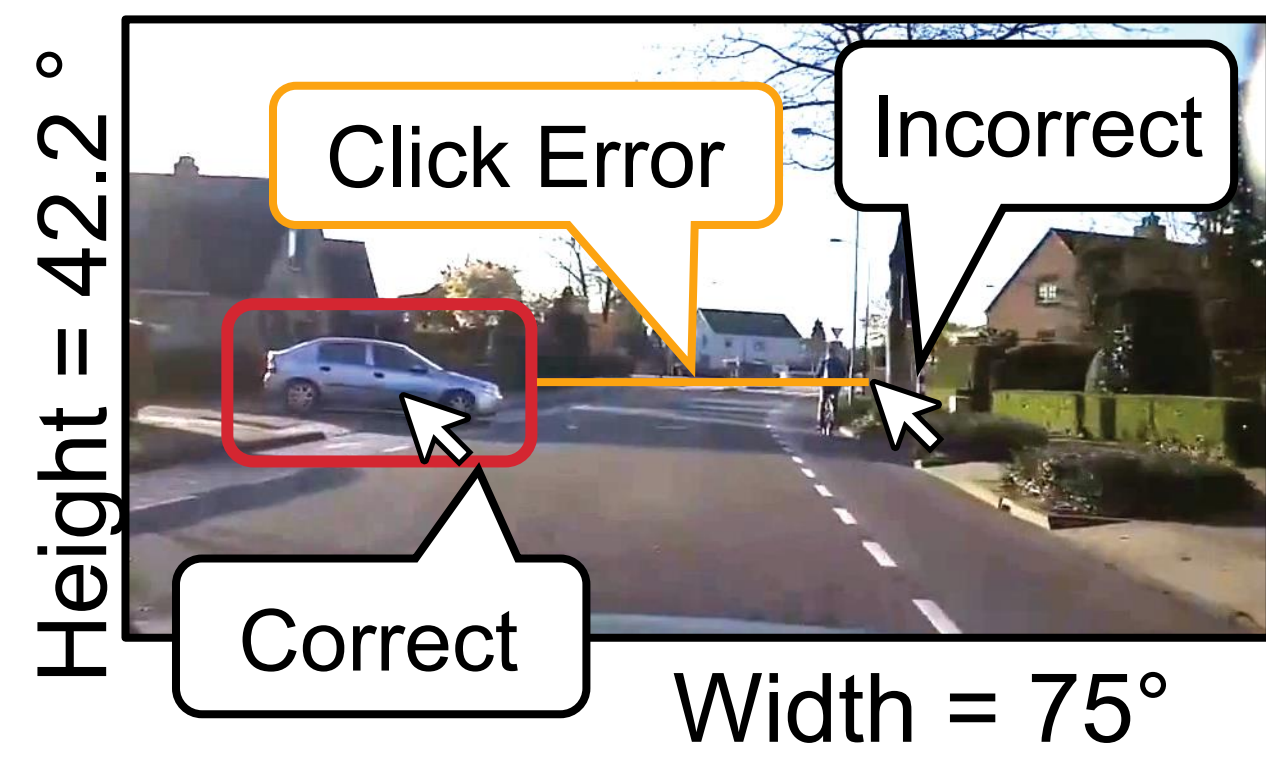 Height = 42.2 °
Click Error
Incorrect
Correct
Width = 75°